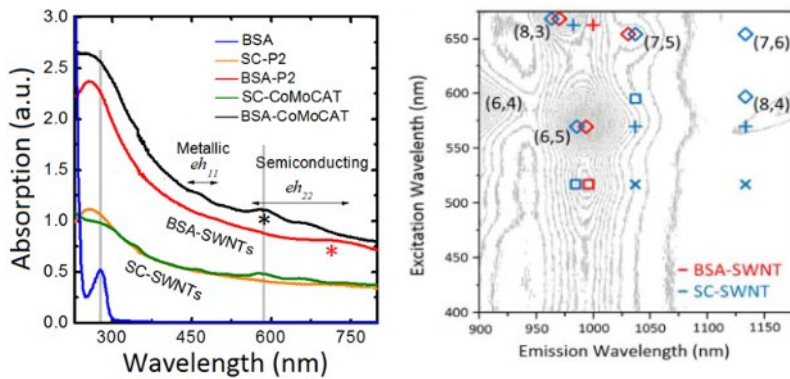 BSA
SC-P2
BSA-P2
SC-CoMoCAT
BSA-CoMoCAT
Metallic
eh11
Semiconducting
eh22
*
*
BSA-SWNTs
SC-SWNTs
Absorption (a.u.)
3.0
2.5
2.0
1.5
1.0
0.5
0.0
300
450
600
750
Wavelength (nm)
(8,3)
(7,5)
(7,6)
(6,4)
(8,4)
(6,5)
BSA-SWNT
SC-SWNT
Excitation Wavelenth (nm)
650
600
550
500
450
400
900
950
1000
1050
1100
1150
Emission Wavelength (nm)